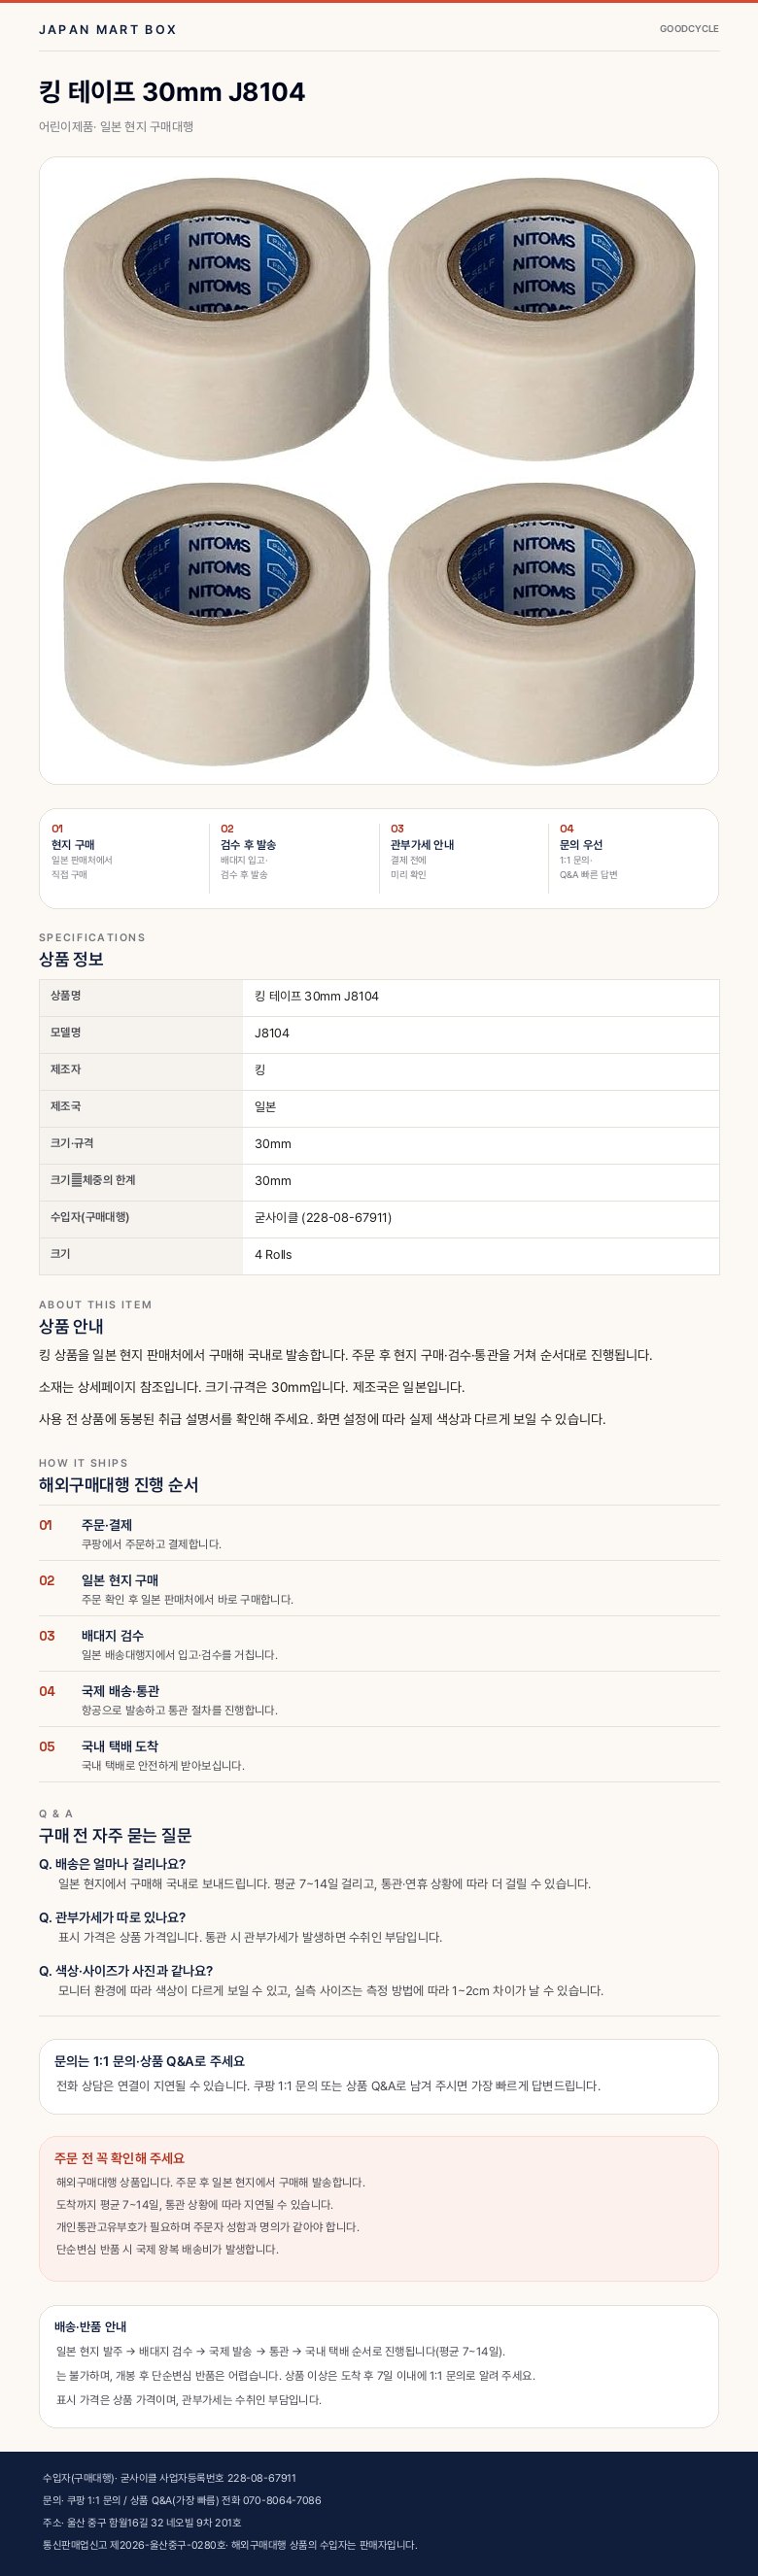 JAPAN MART BOX
GOODCYCLE
킹 테이프 30mm J8104
어린이제품· 일본 현지 구매대행
NITOMS
NITOMS
NITOMS
NITOMS
NITOMS
NITOMS
NITOMS
NITOMS
01
현지 구매
일본 판매처에서
직접 구매
02
검수 후 발송
배대지 입고·
검수 후 발송
03
관부가세 안내
결제 전에
미리 확인
04
문의 우선
1:1 문의·
Q&A 빠른 답변
SPECIFICATIONS
상품 정보
상품명 킹 테이프 30mm J8104
모델명 J8104
제조자 킹
제조국 일본
크기·규격 30mm
크기 체중의 한계 30mm
수입자(구매대행) 굳사이클 (228-08-67911)
크기 4 Rolls
ABOUT THIS ITEM
상품 안내
킹 상품을 일본 현지 판매처에서 구매해 국내로 발송합니다. 주문 후 현지 구매·검수·통관을 거쳐 순서대로 진행됩니다.
소재는 상세페이지 참조입니다. 크기·규격은 30mm입니다. 제조국은 일본입니다.
사용 전 상품에 동봉된 취급 설명서를 확인해 주세요. 화면 설정에 따라 실제 색상과 다르게 보일 수 있습니다.
HOW IT SHIPS
해외구매대행 진행 순서
01 주문·결제
쿠팡에서 주문하고 결제합니다.
02 일본 현지 구매
주문 확인 후 일본 판매처에서 바로 구매합니다.
03 배대지 검수
일본 배송대행지에서 입고·검수를 거칩니다.
04 국제 배송·통관
항공으로 발송하고 통관 절차를 진행합니다.
05 국내 택배 도착
국내 택배로 안전하게 받아보십니다.
Q & A
구매 전 자주 묻는 질문
Q. 배송은 얼마나 걸리나요?
일본 현지에서 구매해 국내로 보내드립니다. 평균 7~14일 걸리고, 통관·연휴 상황에 따라 더 걸릴 수 있습니다.
Q. 관부가세가 따로 있나요?
표시 가격은 상품 가격입니다. 통관 시 관부가세가 발생하면 수취인 부담입니다.
Q. 색상·사이즈가 사진과 같나요?
모니터 환경에 따라 색상이 다르게 보일 수 있고, 실측 사이즈는 측정 방법에 따라 1~2cm 차이가 날 수 있습니다.
문의는 1:1 문의·상품 Q&A로 주세요
전화 상담은 연결이 지연될 수 있습니다. 쿠팡 1:1 문의 또는 상품 Q&A로 남겨 주시면 가장 빠르게 답변드립니다.
주문 전 꼭 확인해 주세요
해외구매대행 상품입니다. 주문 후 일본 현지에서 구매해 발송합니다.
도착까지 평균 7~14일, 통관 상황에 따라 지연될 수 있습니다.
개인통관고유부호가 필요하며 주문자 성함과 명의가 같아야 합니다.
단순변심 반품 시 국제 왕복 배송비가 발생합니다.
배송·반품 안내
일본 현지 발주 → 배대지 검수 → 국제 발송 → 통관 → 국내 택배 순서로 진행됩니다(평균 7~14일).
는 불가하며, 개봉 후 단순변심 반품은 어렵습니다. 상품 이상은 도착 후 7일 이내에 1:1 문의로 알려 주세요.
표시 가격은 상품 가격이며, 관부가세는 수취인 부담입니다.
수입자(구매대행)· 굳사이클 사업자등록번호 228-08-67911
문의· 쿠팡 1:1 문의 / 상품 Q&A(가장 빠름) 전화 070-8064-7086
주소· 울산 중구 함월16길 32 네오빌 9차 201호
통신판매업신고 제2026-울산중구-0280호· 해외구매대행 상품의 수입자는 판매자입니다.